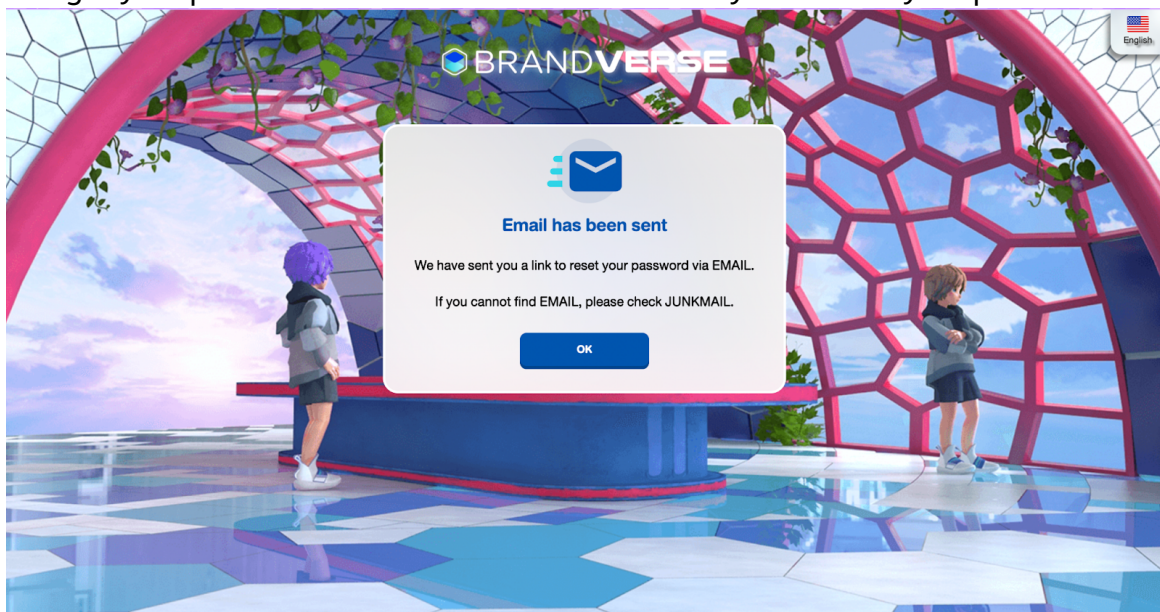 English
BRANDVERSE
Email has been sent
We have sent you a link to reset your password via EMAIL.
If you cannot find EMAIL, please check JUNKMAIL.
OK